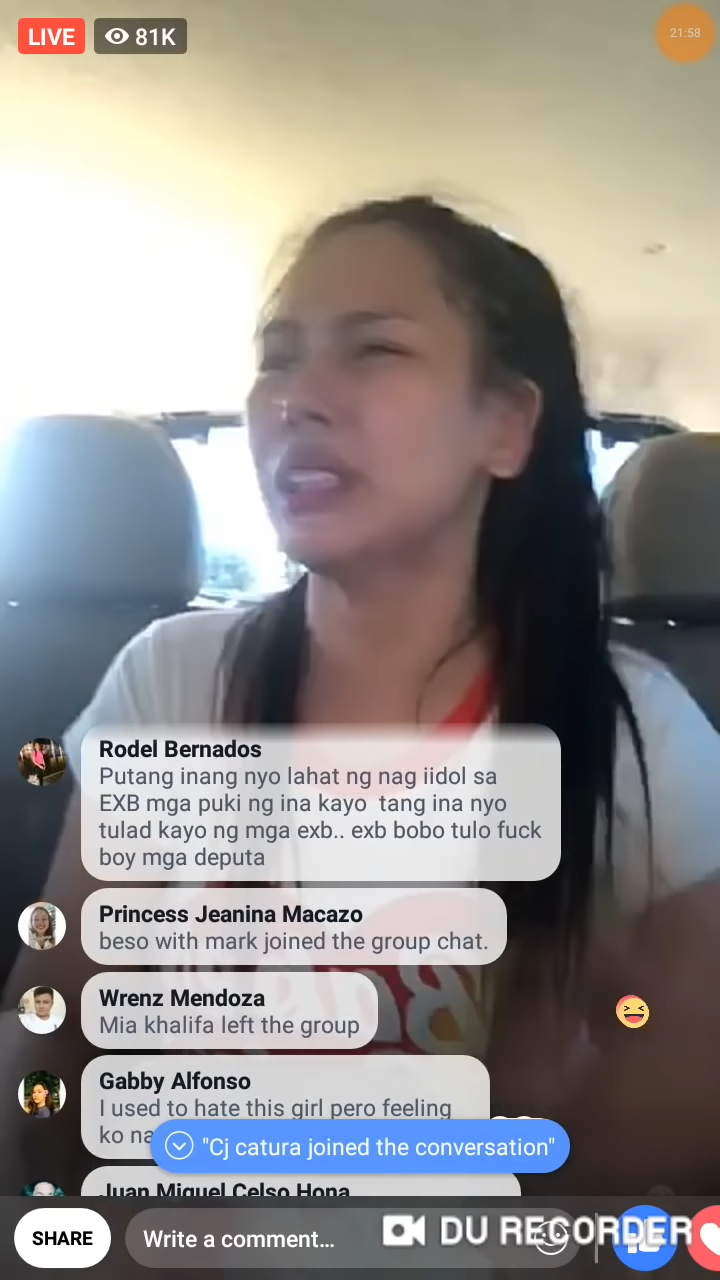 LIVE
81K
21:58
Rodel Bernados
Putang inang nyo lahat ng nag iidol sa
EXB mga puki ng ina kayo  tang ina nyo
tulad kayo ng mga exb.. exb bobo tulo fuck
boy mga deputa
Princess Jeanina Macazo
beso with mark joined the group chat.
Wrenz Mendoza
Mia khalifa left the group
Gabby Alfonso
I used to hate this girl pero feeling
ko na
"Cj catura joined the conversation"
Juan Miguel Celso Hona
SHARE
Write a comment...
DU RECORDER